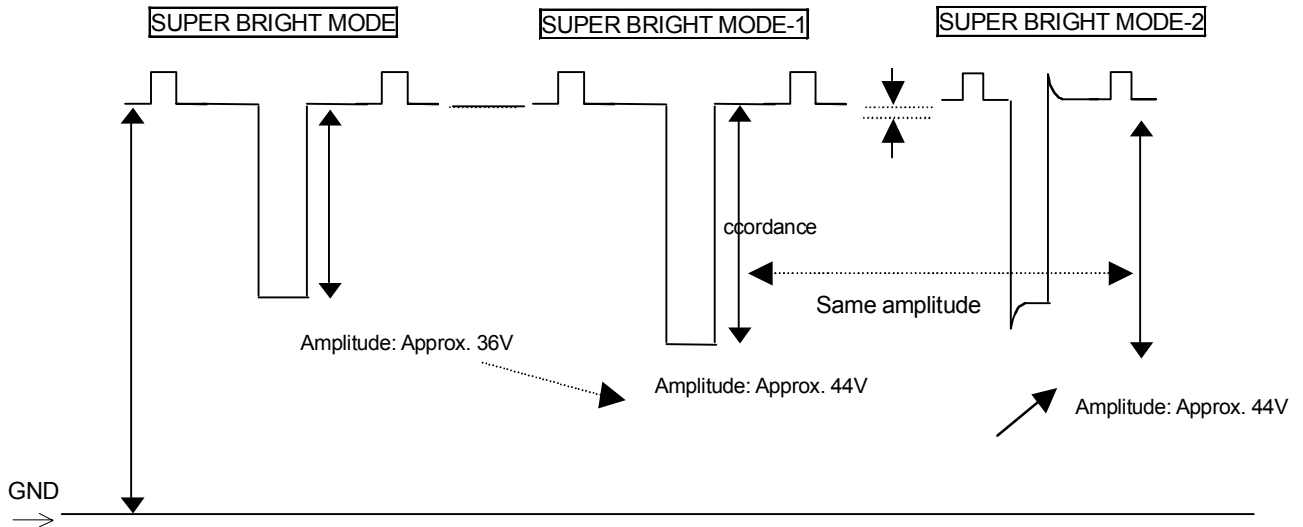 SUPER BRIGHT MODE
SUPER BRIGHT MODE-1
SUPER BRIGHT MODE-2
ccordance
Same amplitude
Amplitude: Approx. 36V
Amplitude: Approx. 44V
Amplitude: Approx. 44V
GND